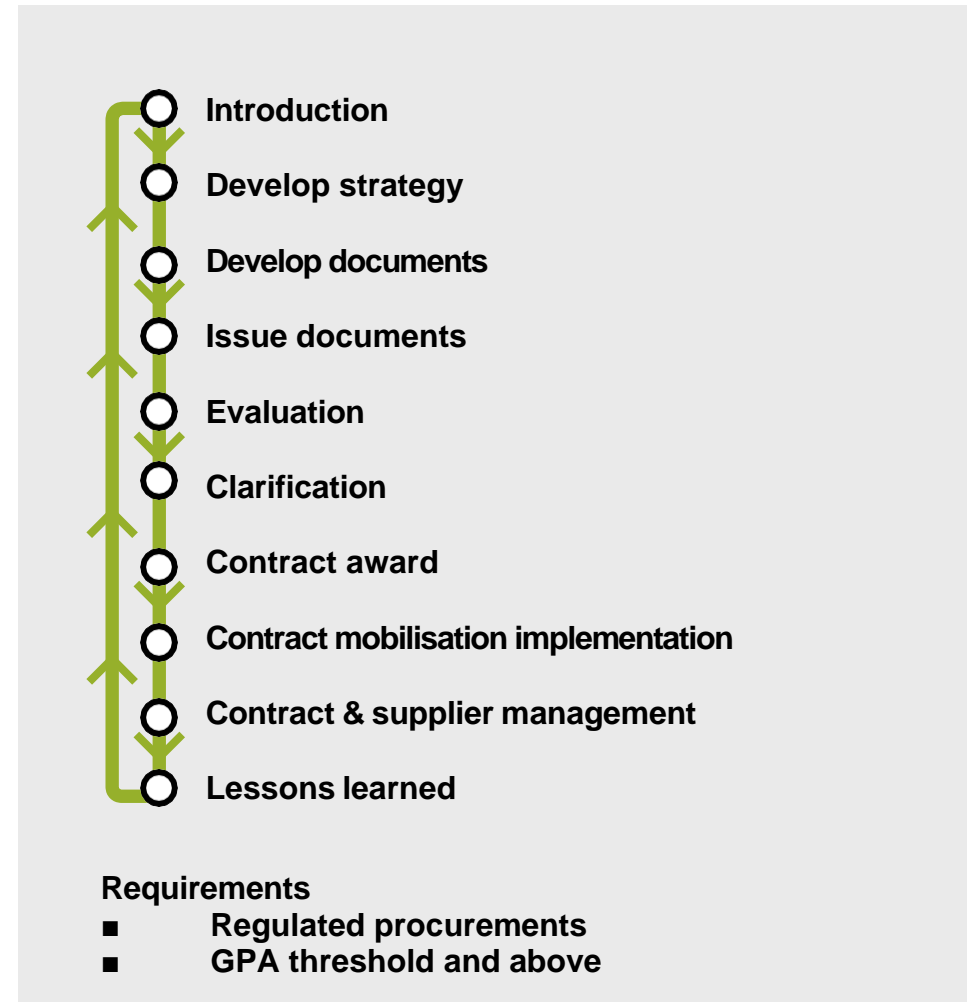 Introduction
Develop strategy
Develop documents
Issue documents
Evaluation
Clarification
Contract award
Contract mobilisation implementation
Contract & supplier management
Lessons learned
Requirements
■ Regulated procurements
■ GPA threshold and above